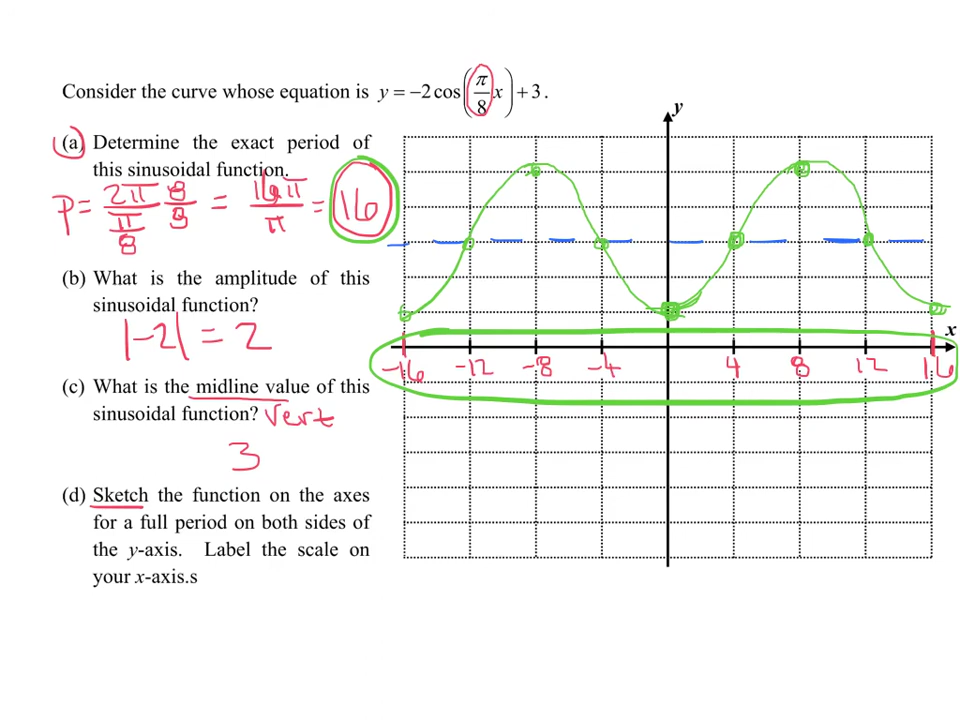 Consider the curve whose equation is y = −2cos(π/8 x) + 3.
(a) Determine the exact period of
this sinusoidal function.
P = 2π/(π/8) 8/8 = 16π/π = 16
(b) What is the amplitude of this
sinusoidal function?
|−2| = 2
(c) What is the midline value of this
sinusoidal function? Vert
3
(d) Sketch the function on the axes
for a full period on both sides of
the y-axis. Label the scale on
your x-axis.s
y
x
−16 −12 −8 −4 4 8 12 16